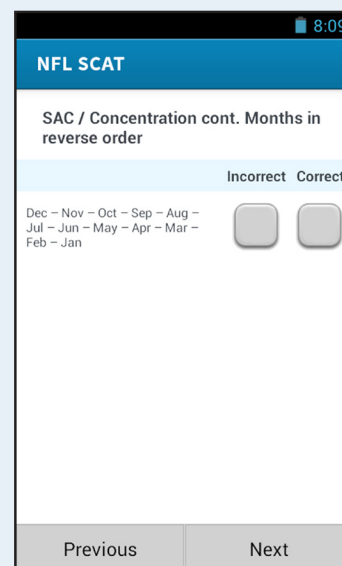 8:09
NFL SCAT
SAC / Concentration cont. Months in
reverse order
Incorrect Correct
Dec – Nov – Oct – Sep – Aug –
Jul – Jun – May – Apr – Mar –
Feb – Jan
Previous Next